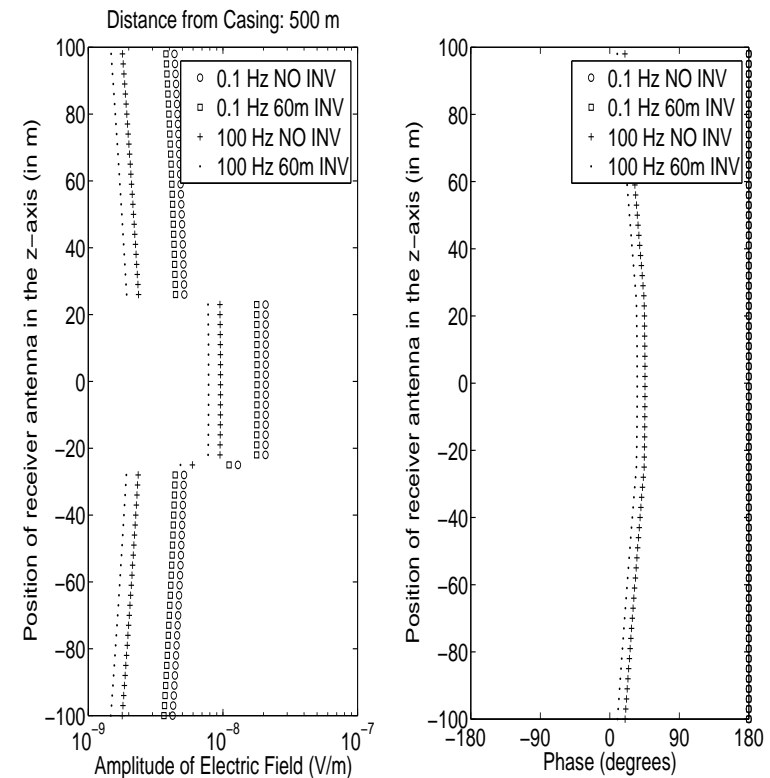 Distance from Casing: 500 m
Position of receiver antenna in the z−axis (in m)
100
80
60
40
20
0
−20
−40
−60
−80
−100
0.1 Hz NO INV
0.1 Hz 60m INV
100 Hz NO INV
100 Hz 60m INV
10−9
10−8
10−7
Amplitude of Electric Field (V/m)
Position of receiver antenna in the z−axis (in m)
100
80
60
40
20
0
−20
−40
−60
−80
−100
0.1 Hz NO INV
0.1 Hz 60m INV
100 Hz NO INV
100 Hz 60m INV
−180
−90
0
90
180
Phase (degrees)